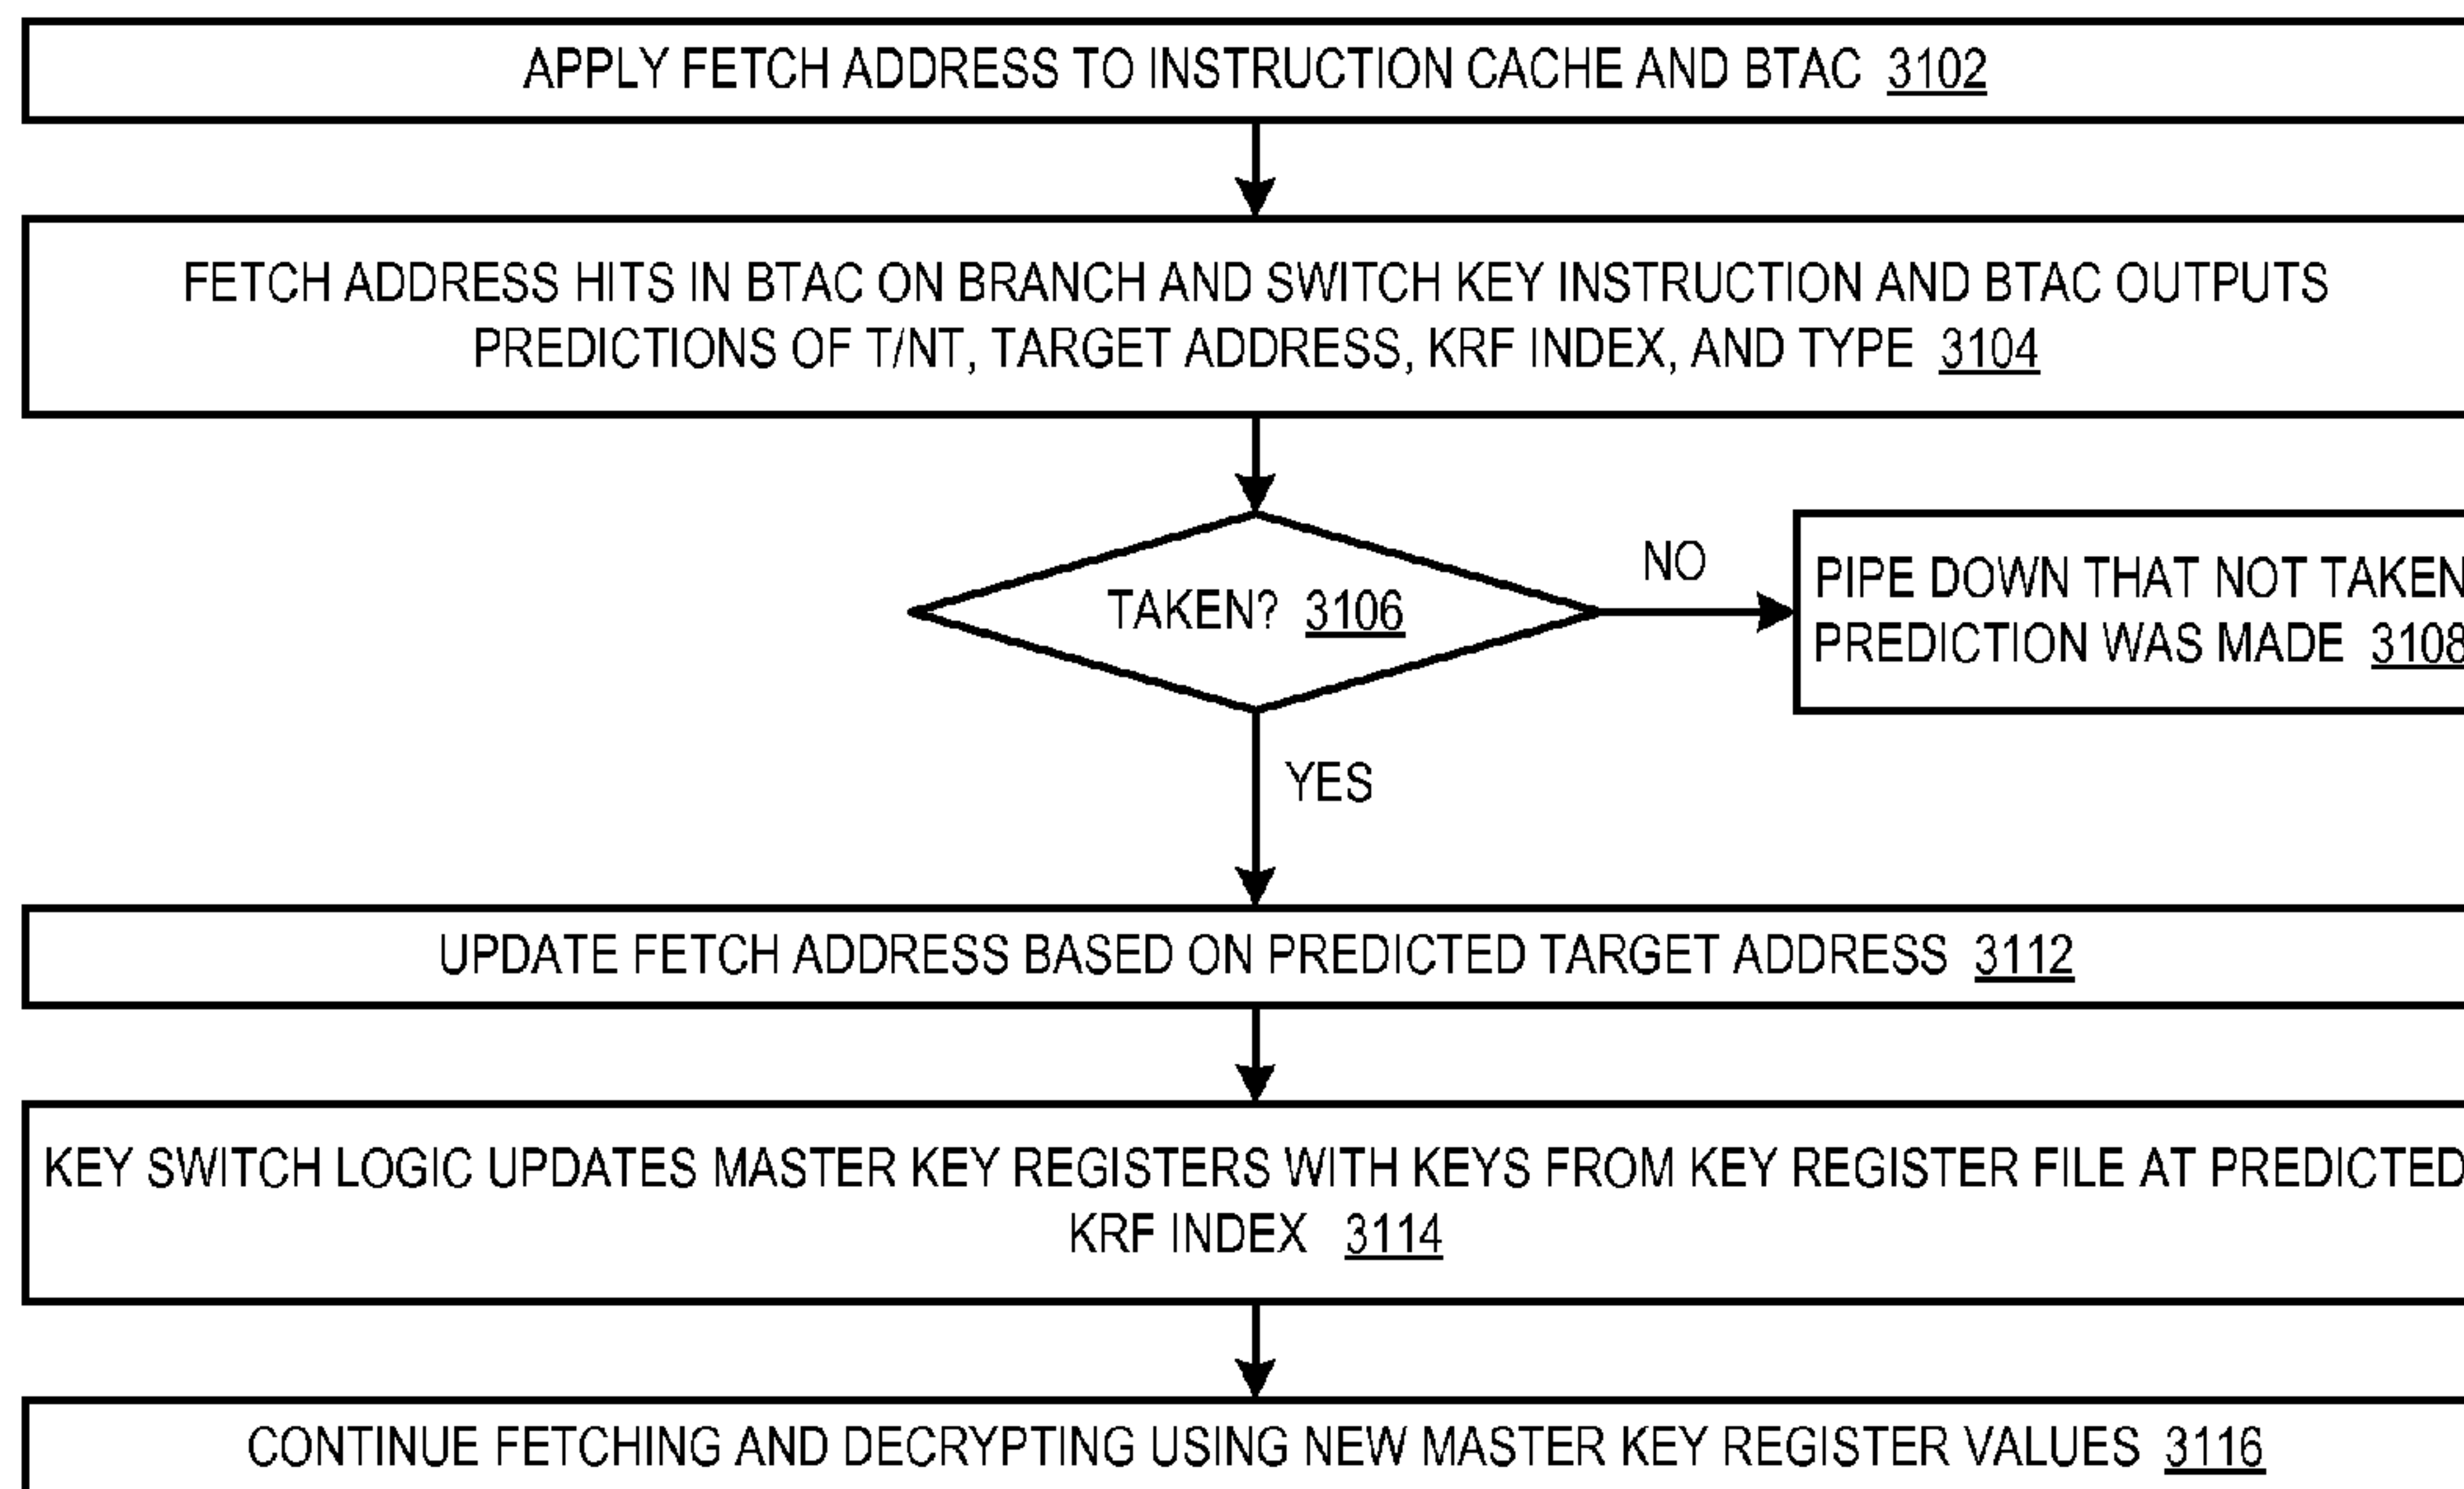 APPLY FETCH ADDRESS TO INSTRUCTION CACHE AND BTAC 3102
FETCH ADDRESS HITS IN BTAC ON BRANCH AND SWITCH KEY INSTRUCTION AND BTAC OUTPUTS
PREDICTIONS OF T/NT, TARGET ADDRESS, KRF INDEX, AND TYPE 3104
TAKEN? 3106
NO
PIPE DOWN THAT NOT TAKEN
PREDICTION WAS MADE 3108
YES
UPDATE FETCH ADDRESS BASED ON PREDICTED TARGET ADDRESS 3112
KEY SWITCH LOGIC UPDATES MASTER KEY REGISTERS WITH KEYS FROM KEY REGISTER FILE AT PREDICTED
KRF INDEX 3114
CONTINUE FETCHING AND DECRYPTING USING NEW MASTER KEY REGISTER VALUES 3116